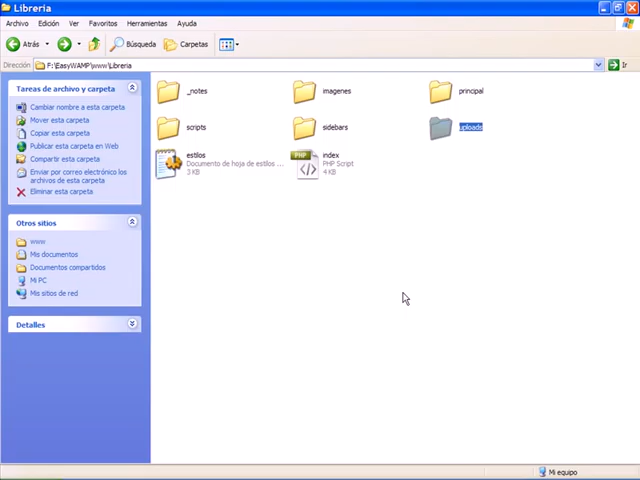 Librería
Archivo Edición Ver Favoritos Herramientas Ayuda
Atrás Búsqueda Carpetas
Dirección F:\EasyWAMP\www\Libreria Ir
Tareas de archivo y carpeta
Cambiar nombre a esta carpeta
Mover esta carpeta
Copiar esta carpeta
Publicar esta carpeta en Web
Compartir esta carpeta
Enviar por correo electrónico los
archivos de esta carpeta
Eliminar esta carpeta
Otros sitios
www
Mis documentos
Documentos compartidos
Mi PC
Mis sitios de red
Detalles
_notes imagenes principal
scripts sidebars uploads
estilos
Documento de hoja de estilos ...
3 KB
index
PHP Script
4 KB
PHP
Mi equipo